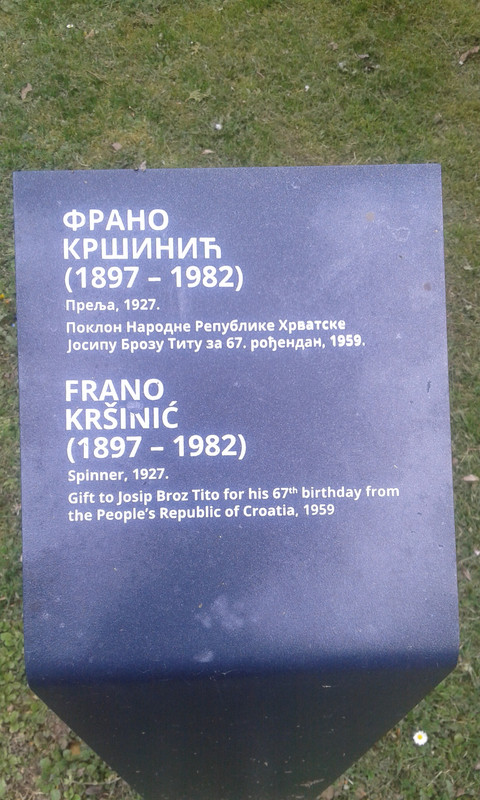 ФРАНО
КРШИНИЋ
(1897 – 1982)
Преља, 1927.
Поклон Народне Републике Хрватске
Јосипу Брозу Титу за 67. рођендан, 1959.
FRANO
KRŠINIĆ
(1897 – 1982)
Spinner, 1927.
Gift to Josip Broz Tito for his 67th birthday from
the People's Republic of Croatia, 1959